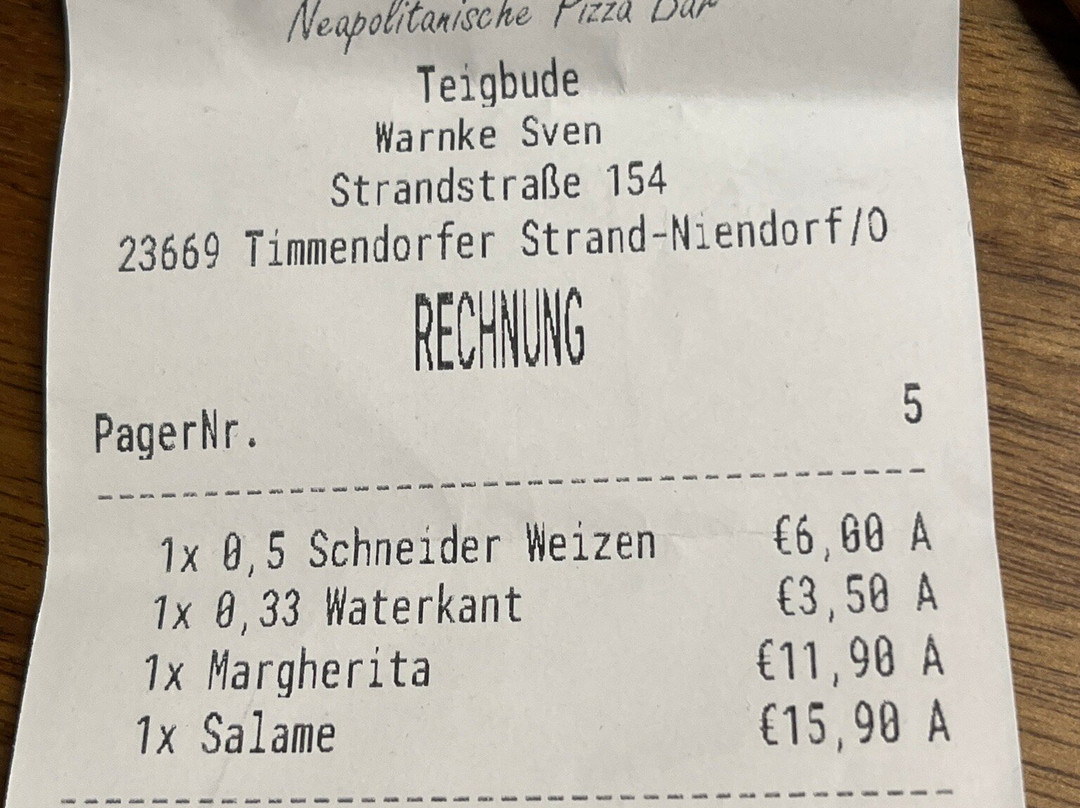 Neapolitanische Pizza Bar
Teigbude
Warnke Sven
Strandstraße 154
23669 Timmendorfer Strand-Niendorf/O
RECHNUNG
PagerNr. 5
1x 0,5 Schneider Weizen €6,00 A
1x 0,33 Waterkant €3,50 A
1x Margherita €11,90 A
1x Salame €15,90 A